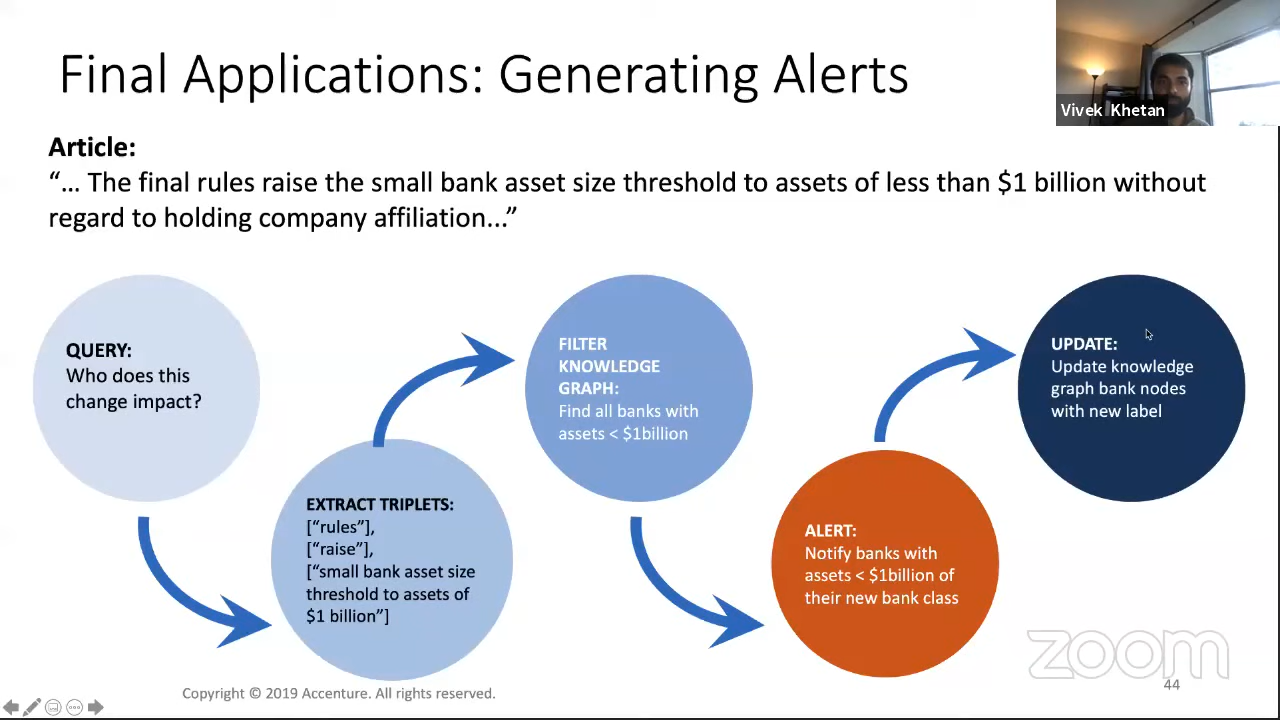 Final Applications: Generating Alerts
Vivek Khetan
Article:
“… The final rules raise the small bank asset size threshold to assets of less than $1 billion without
regard to holding company affiliation...”
QUERY:
Who does this
change impact?
EXTRACT TRIPLETS:
[“rules”],
[“raise”],
[“small bank asset size
threshold to assets of
$1 billion”]
FILTER
KNOWLEDGE
GRAPH:
Find all banks with
assets < $1billion
ALERT:
Notify banks with
assets < $1billion of
their new bank class
UPDATE:
Update knowledge
graph bank nodes
with new label
zoom
Copyright © 2019 Accenture. All rights reserved.
44